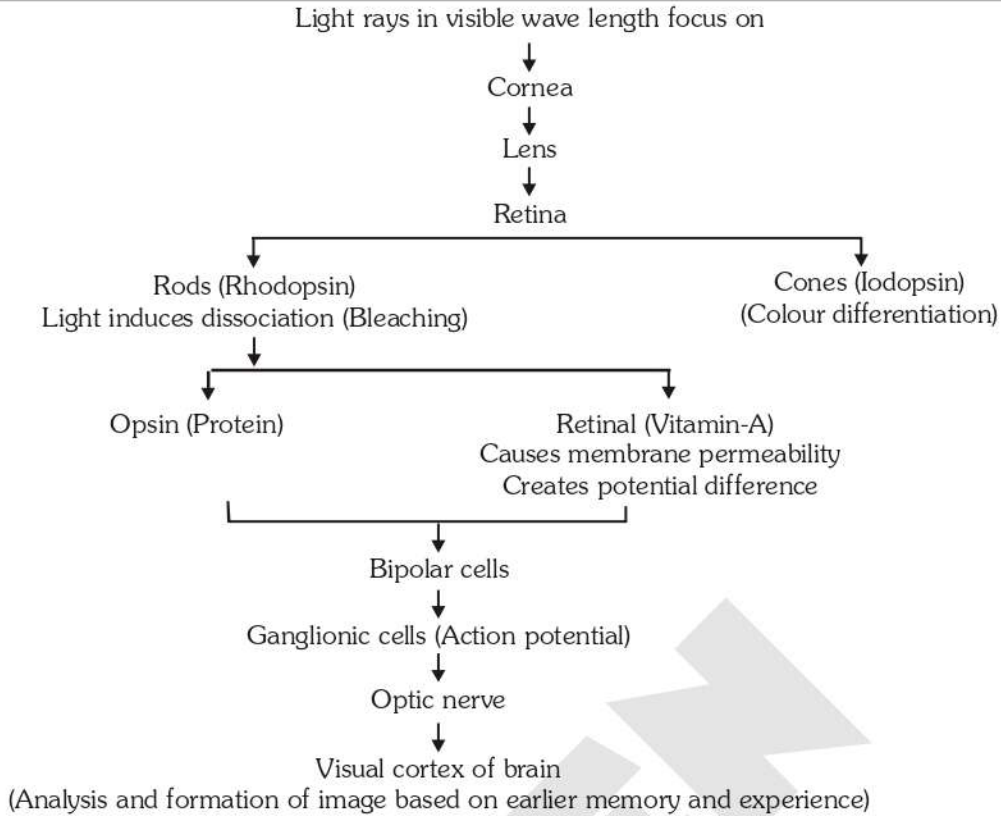 Light rays in visible wave length focus on
Cornea
Lens
Retina
Rods (Rhodopsin)
Light induces dissociation (Bleaching)
Cones (Iodopsin)
(Colour differentiation)
Opsin (Protein)
Retinal (Vitamin-A)
Causes membrane permeability
Creates potential difference
Bipolar cells
Ganglionic cells (Action potential)
Optic nerve
Visual cortex of brain
(Analysis and formation of image based on earlier memory and experience)